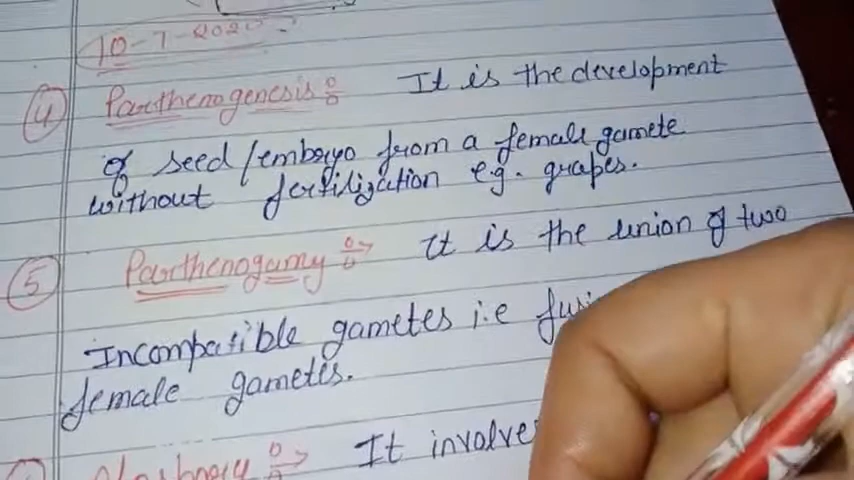 10-7-2020
④ Parthenogenesis : It is the development
of seed/embryo from a female gamete
without fertilization e.g. grapes.
⑤ Parthenogamy :→ It is the union of two
Incompatible gametes i.e
female gametes.
It involve